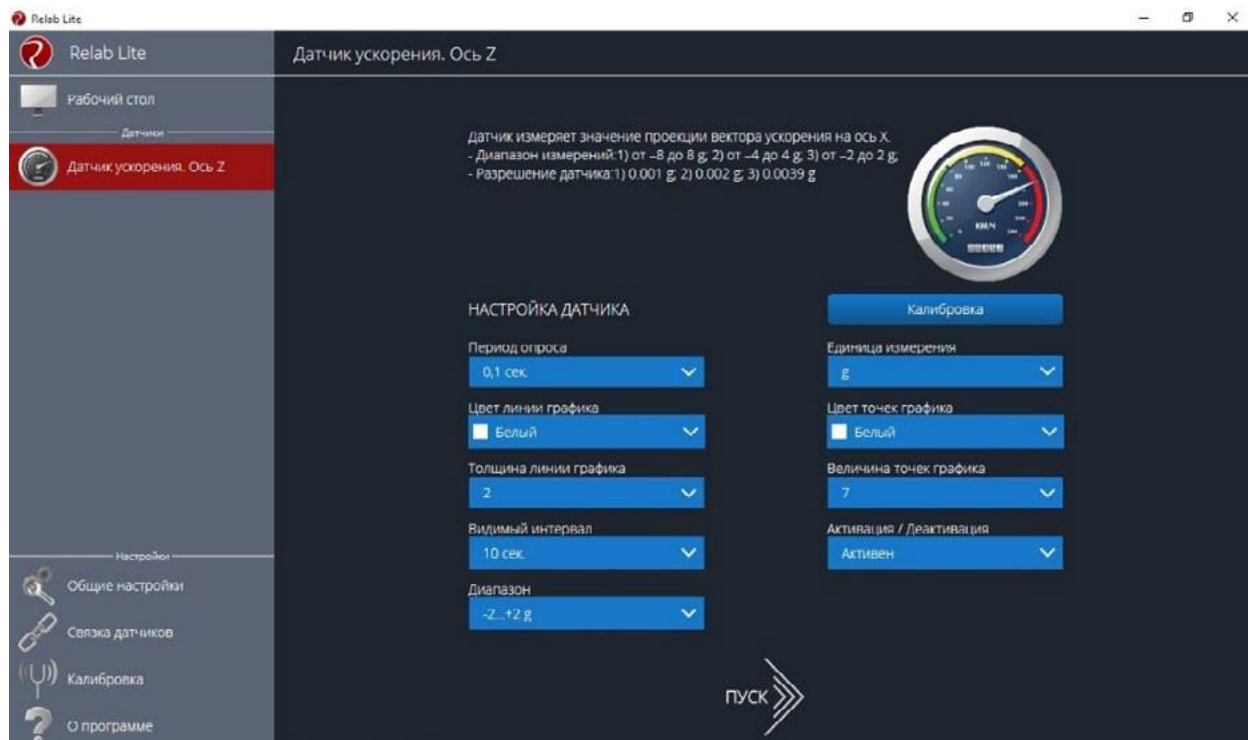 Relab Lite
Relab Lite
Датчик ускорения. Ось Z
Рабочий стол
Датчики
Датчик ускорения. Ось Z
Датчик измеряет значение проекции вектора ускорения на ось X.
- Диапазон измерений:1) от –8 до 8 g; 2) от –4 до 4 g; 3) от –2 до 2 g;
- Разрешение датчика:1) 0.001 g; 2) 0.002 g; 3) 0.0039 g
КМ/Ч
НАСТРОЙКА ДАТЧИКА
Калибровка
Период опроса
Единица измерения
0,1 сек.
g
Цвет линии графика
Цвет точек графика
Белый
Белый
Толщина линии графика
Величина точек графика
2
7
Видимый интервал
Активация / Деактивация
10 сек.
Активен
Диапазон
-2...+2 g
Настройки
Общие настройки
Связка датчиков
Калибровка
О программе
ПУСК